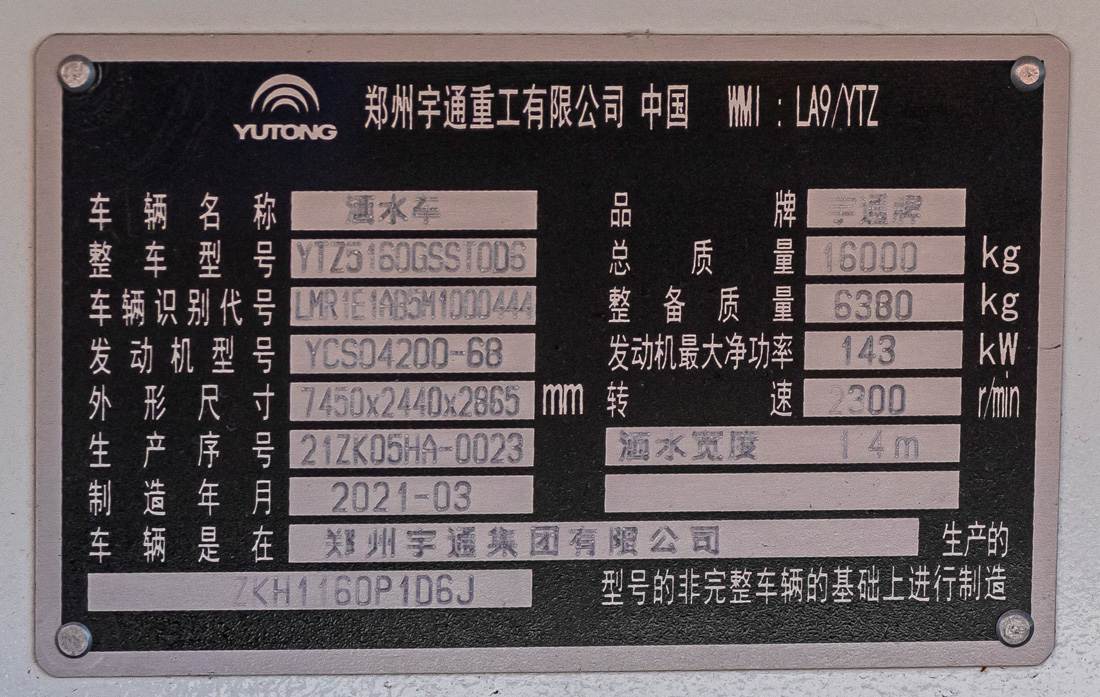 YUTONG 郑州宇通重工有限公司 中国 WMI : LA9/YTZ
车辆名称 洒水车 品牌 宇通牌
整车型号 YTZ5160GSST0D6 总质量 16000 kg
车辆识别代号 LMR1E1AB5M1000444 整备质量 6380 kg
发动机型号 YCS04200-68 发动机最大净功率 143 kW
外形尺寸 7450x2440x2865 mm 转速 2300 r/min
生产序号 21ZK05HA-0023 洒水宽度 14m
制造年月 2021-03
车辆是在 郑州宇通集团有限公司 生产的
ZKH1160P1D6J 型号的非完整车辆的基础上进行制造